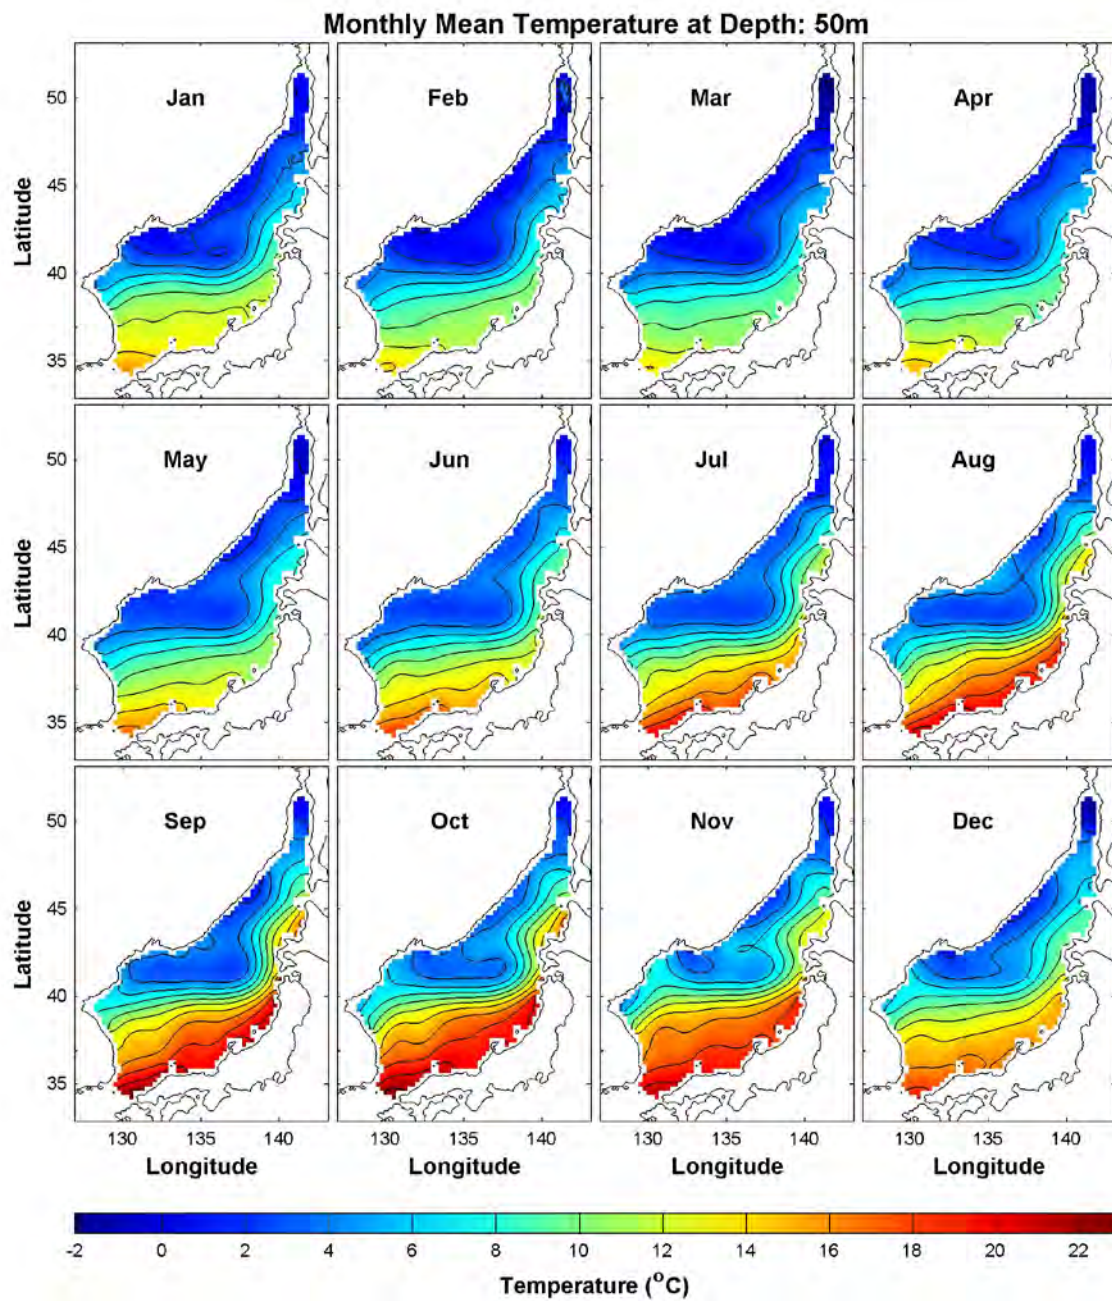 Monthly Mean Temperature at Depth: 50m
Jan Feb Mar Apr
50
45
40
35
Latitude
May Jun Jul Aug
50
45
40
35
Latitude
Sep Oct Nov Dec
50
45
40
35
Latitude
130 135 140 130 135 140 130 135 140 130 135 140
Longitude Longitude Longitude Longitude
-2 0 2 4 6 8 10 12 14 16 18 20 22
Temperature (°C)